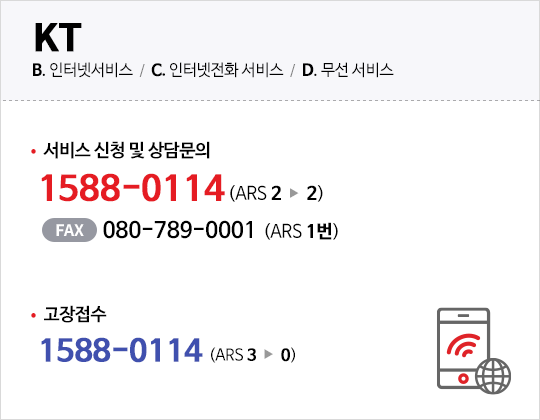 KT
B. 인터넷서비스 / C. 인터넷전화 서비스 / D. 무선 서비스
• 서비스 신청 및 상담문의
1588-0114 (ARS 2 ▶ 2)
FAX 080-789-0001 (ARS 1번)
• 고장접수
1588-0114 (ARS 3 ▶ 0)